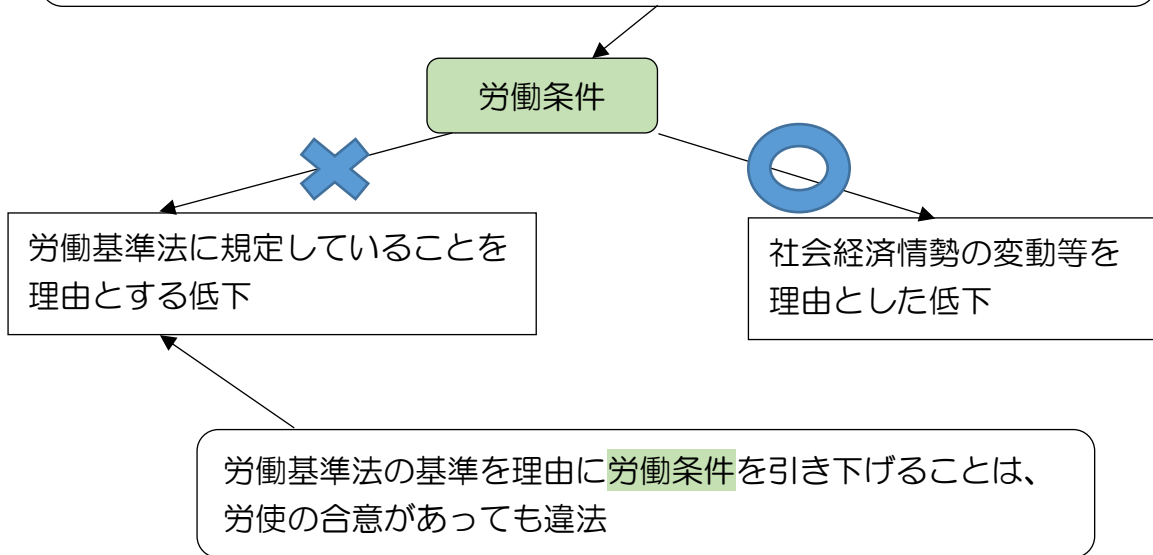 労働条件
労働基準法に規定していることを
理由とする低下
社会経済情勢の変動等を
理由とした低下
労働基準法の基準を理由に労働条件を引き下げることは、
労使の合意があっても違法